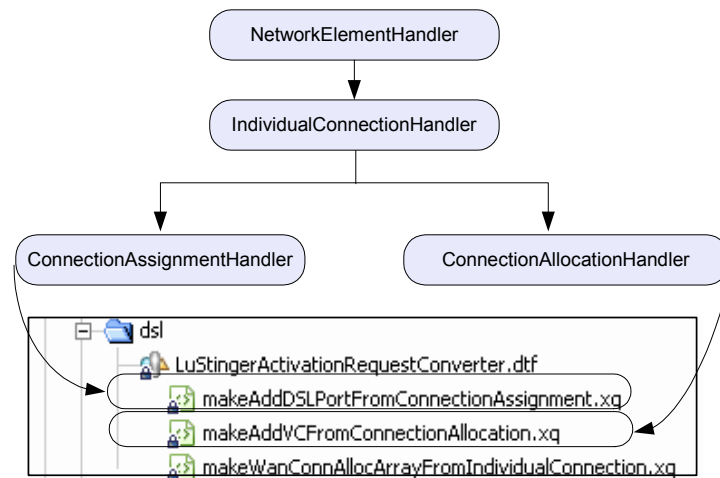 NetworkElementHandler
IndividualConnectionHandler
ConnectionAssignmentHandler
ConnectionAllocationHandler
dsl
LuStingerActivationRequestConverter.dtf
makeAddDSLPortFromConnectionAssignment.xq
makeAddVCFromConnectionAllocation.xq
makeWanConnAllocArrayFromIndividualConnection.xq